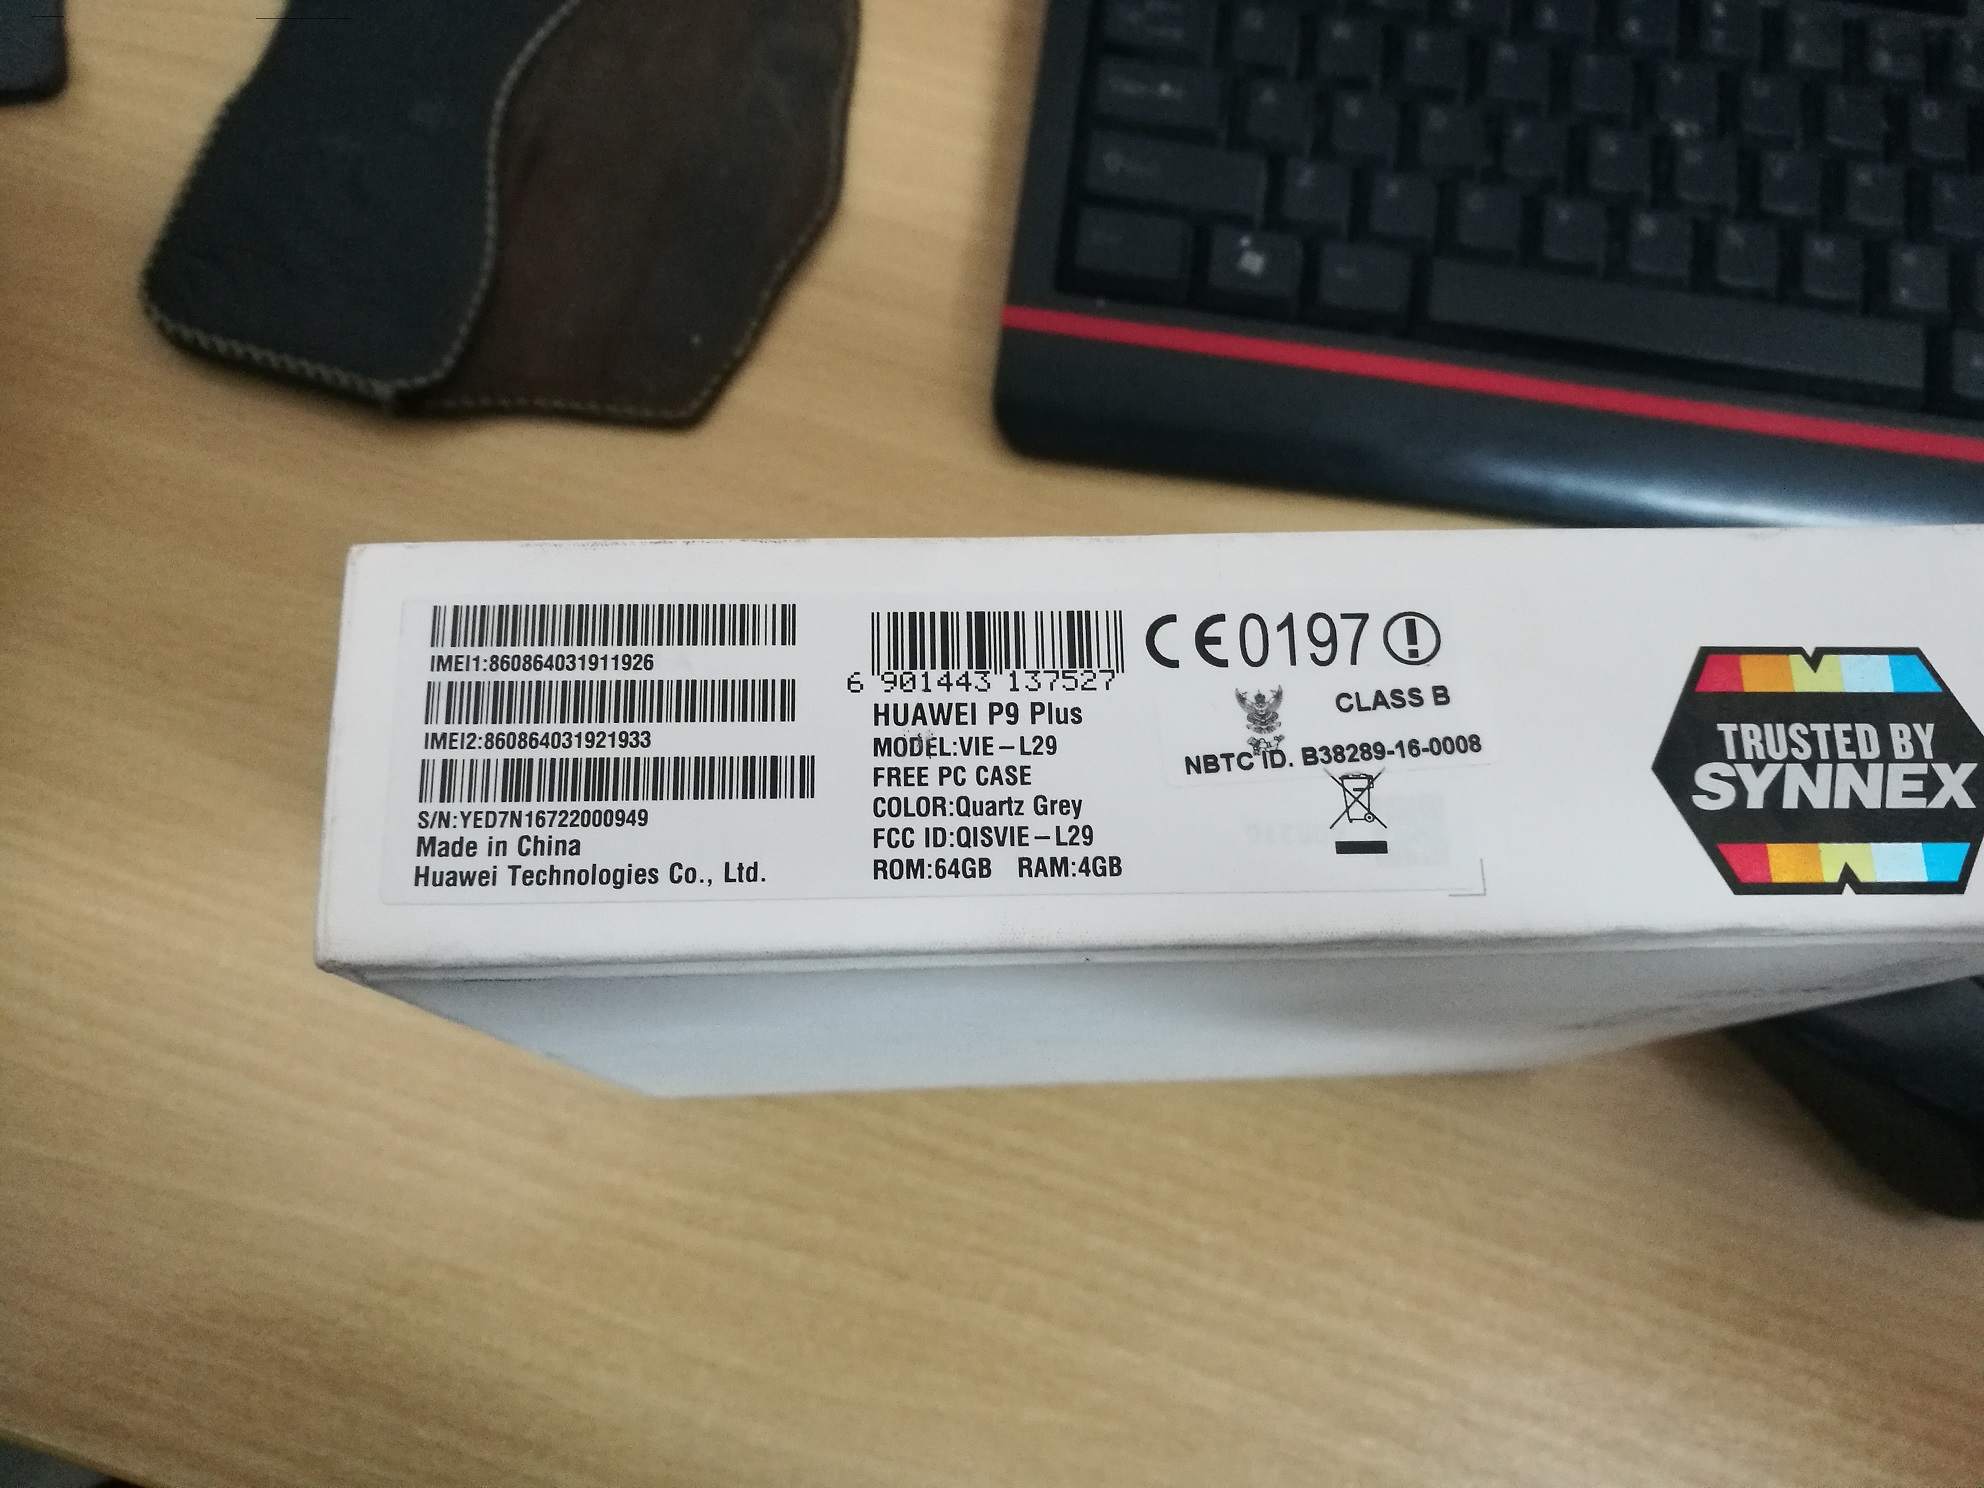 IMEI1:860864031911926
IMEI2:860864031921933
S/N:YED7N16722000949
Made in China
Huawei Technologies Co., Ltd.
6 901443 137527
HUAWEI P9 Plus
MODEL:VIE-L29
FREE PC CASE
COLOR:Quartz Grey
FCC ID:QISVIE-L29
ROM:64GB RAM:4GB
CE0197
CLASS B
NBTC ID. B38289-16-0008
TRUSTED BY
SYNNEX